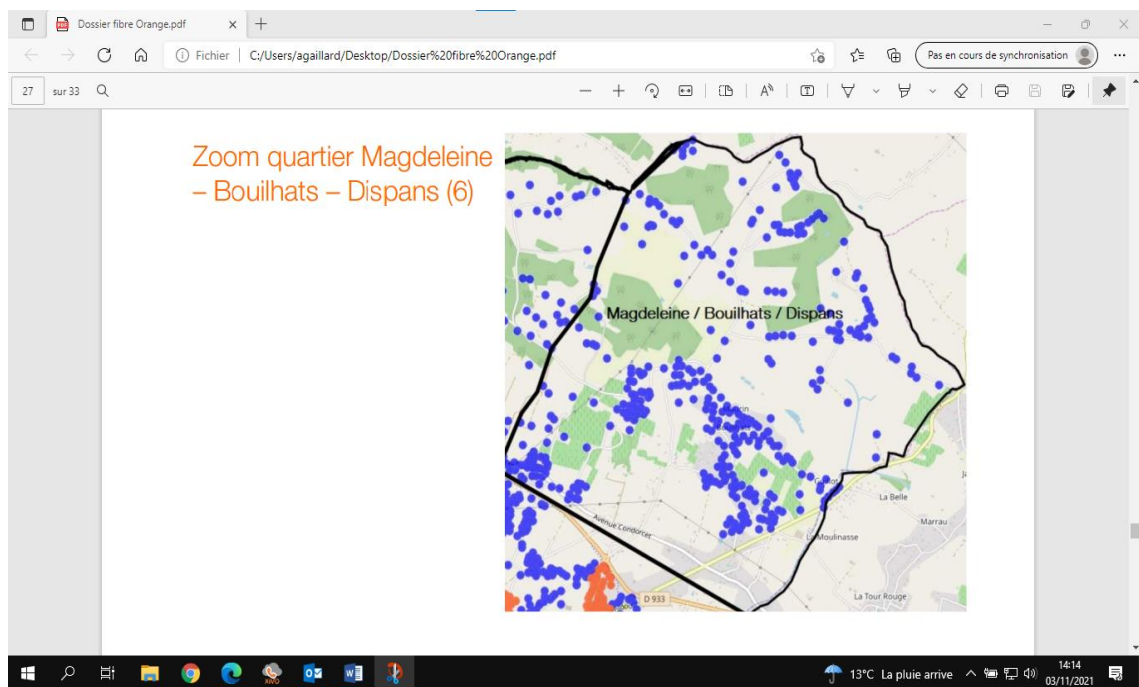 Dossier fibre Orange.pdf
Fichier C:/Users/agaillard/Desktop/Dossier%20fibre%20Orange.pdf
Pas en cours de synchronisation
27 sur 33
Zoom quartier Magdeleine
– Bouilhats – Dispans (6)
Magdeleine / Bouilhats / Dispans
La Belle
Marrau
Avenue Condorcet
La Moulinasse
D 933
La Tour Rouge
13°C La pluie arrive
14:14
03/11/2021